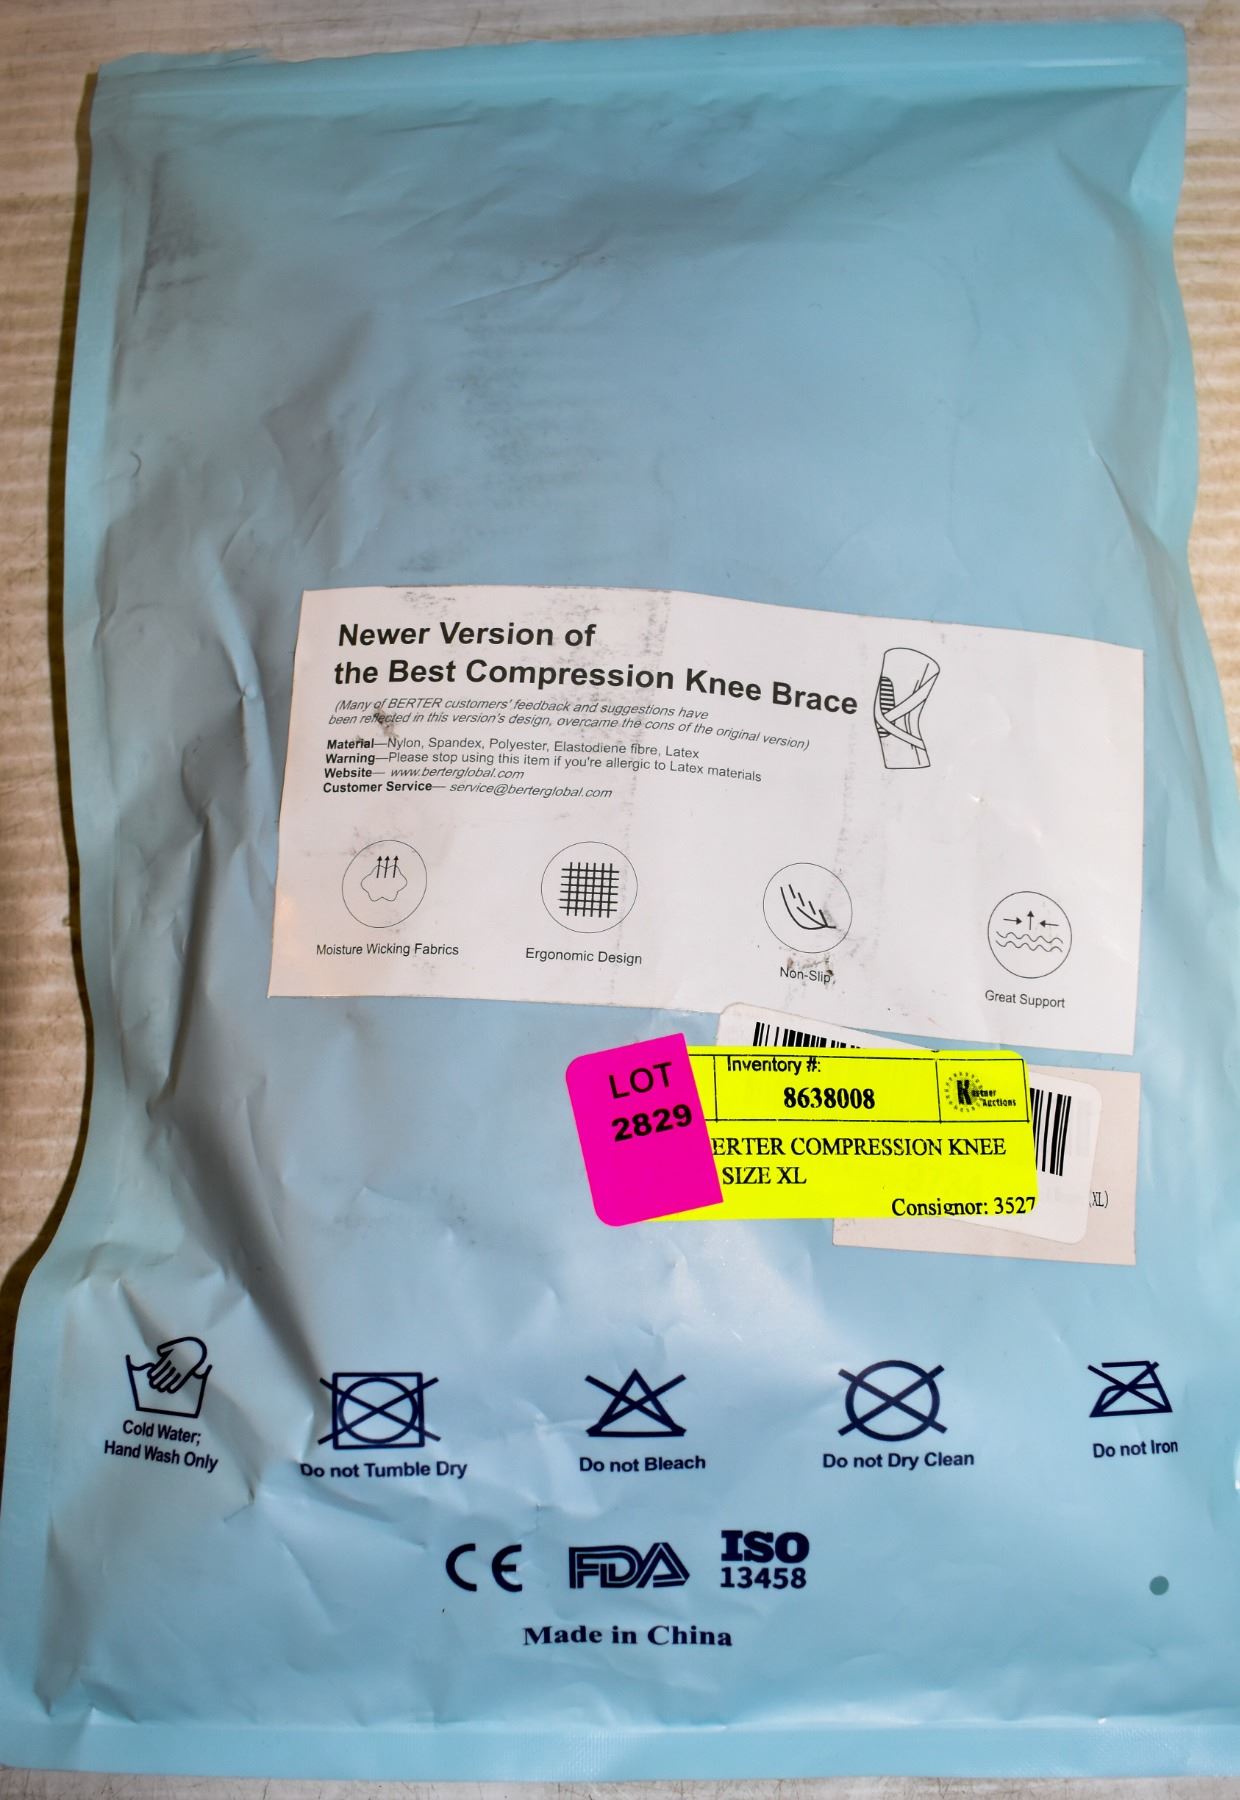 Newer Version of
the Best Compression Knee Brace
(Many of BERTER customers' feedback and suggestions have
been reflected in this version's design, overcame the cons of the original version)
Material—Nylon, Spandex, Polyester, Elastodiene fibre, Latex
Warning—Please stop using this item if you're allergic to Latex materials
Website— www.berterglobal.com
Customer Service— service@berterglobal.com
Moisture Wicking Fabrics
Ergonomic Design
Non-Slip
Great Support
LOT
2829
Inventory #:
8638008
Kastner
Auctions
ERTER COMPRESSION KNEE
SIZE XL
Consignor: 3527
XL)
Cold Water;
Hand Wash Only
Do not Tumble Dry
Do not Bleach
Do not Dry Clean
Do not Iron
CE FDA ISO
13458
Made in China